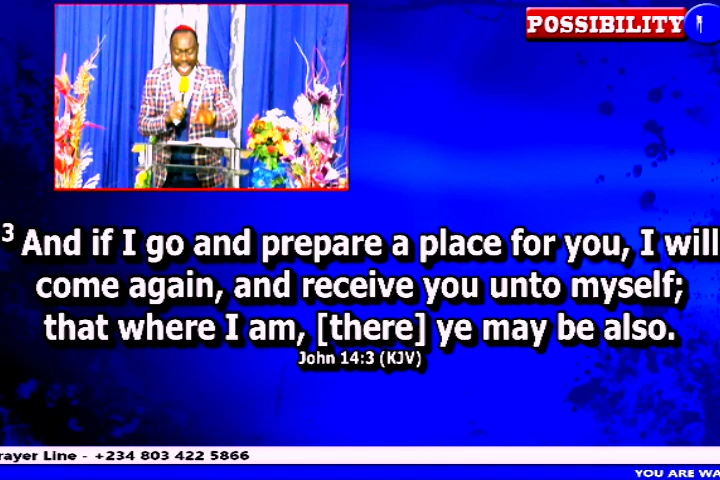 POSSIBILITY
3 And if I go and prepare a place for you, I will
come again, and receive you unto myself;
that where I am, [there] ye may be also.
John 14:3 (KJV)
rayer Line - +234 803 422 5866
YOU ARE WA